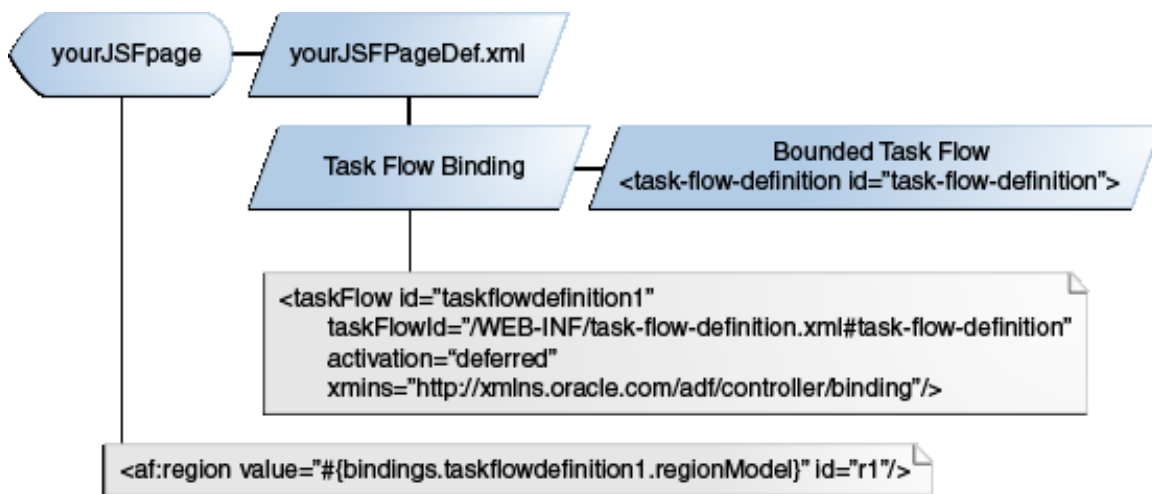 yourJSFpage
yourJSFPageDef.xml
Task Flow Binding
Bounded Task Flow
<task-flow-definition id="task-flow-definition">
<taskFlow id="taskflowdefinition1"
taskFlowId="/WEB-INF/task-flow-definition.xml#task-flow-definition"
activation="deferred"
xmins="http://xmlns.oracle.com/adf/controller/binding"/>
<af:region value="#{bindings.taskflowdefinition1.regionModel}" id="r1"/>